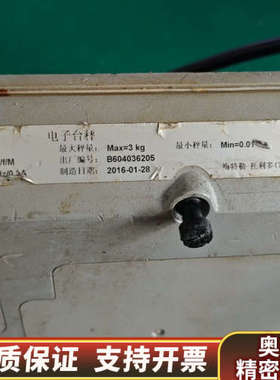 电子台秤
最大秤量: Max=3 kg
最小秤量: Min=0.01
出厂编号: B604036205
制造日期: 2016-01-28
梅特勒-托利多(
质保证 支持开票
奥
精密